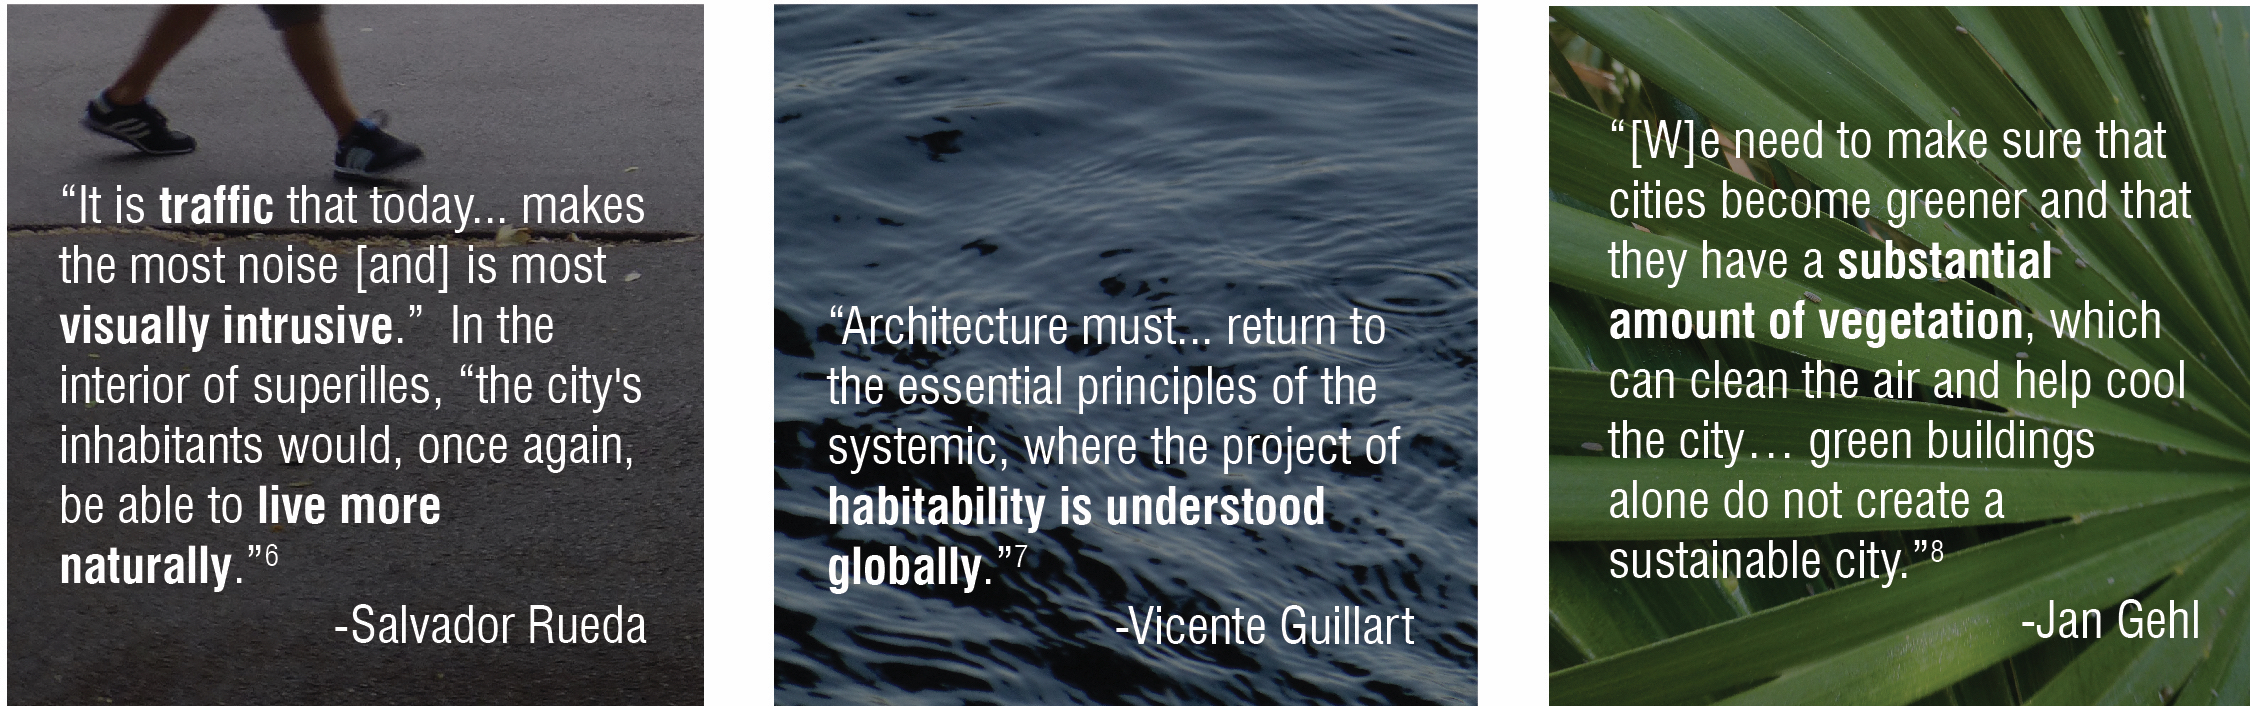 “It is traffic that today... makes
the most noise [and] is most
visually intrusive.”  In the
interior of superilles, “the city's
inhabitants would, once again,
be able to live more
naturally.”6
-Salvador Rueda
“Architecture must... return to
the essential principles of the
systemic, where the project of
habitability is understood
globally.”7
-Vicente Guillart
“[W]e need to make sure that
cities become greener and that
they have a substantial
amount of vegetation, which
can clean the air and help cool
the city… green buildings
alone do not create a
sustainable city.”8
-Jan Gehl